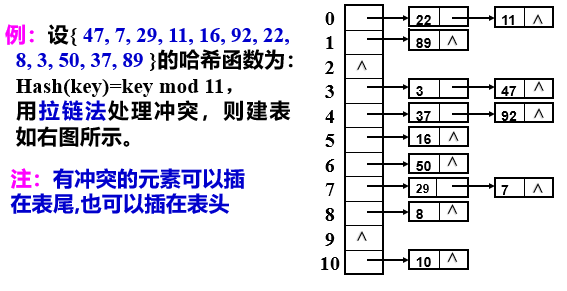 例：设{ 47, 7, 29, 11, 16, 92, 22,
8, 3, 50, 37, 89 }的哈希函数为：
Hash(key)=key mod 11，
用拉链法处理冲突，则建表
如右图所示。
注：有冲突的元素可以插
在表尾,也可以插在表头
0 22 11 ∧
1 89 ∧
2 ∧
3 3 47 ∧
4 37 92 ∧
5 16 ∧
6 50 ∧
7 29 7 ∧
8 8 ∧
9 ∧
10 10 ∧